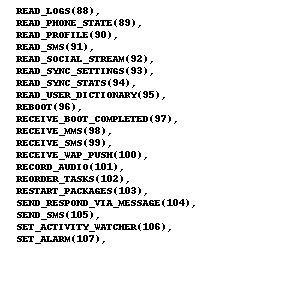 READ_LOGS(88),
READ_PHONE_STATE(89),
READ_PROFILE(90),
READ_SMS(91),
READ_SOCIAL_STREAM(92),
READ_SYNC_SETTINGS(93),
READ_SYNC_STATS(94),
READ_USER_DICTIONARY(95),
REBOOT(96),
RECEIVE_BOOT_COMPLETED(97),
RECEIVE_MMS(98),
RECEIVE_SMS(99),
RECEIVE_WAP_PUSH(100),
RECORD_AUDIO(101),
REORDER_TASKS(102),
RESTART_PACKAGES(103),
SEND_RESPOND_VIA_MESSAGE(104),
SEND_SMS(105),
SET_ACTIVITY_WATCHER(106),
SET_ALARM(107),